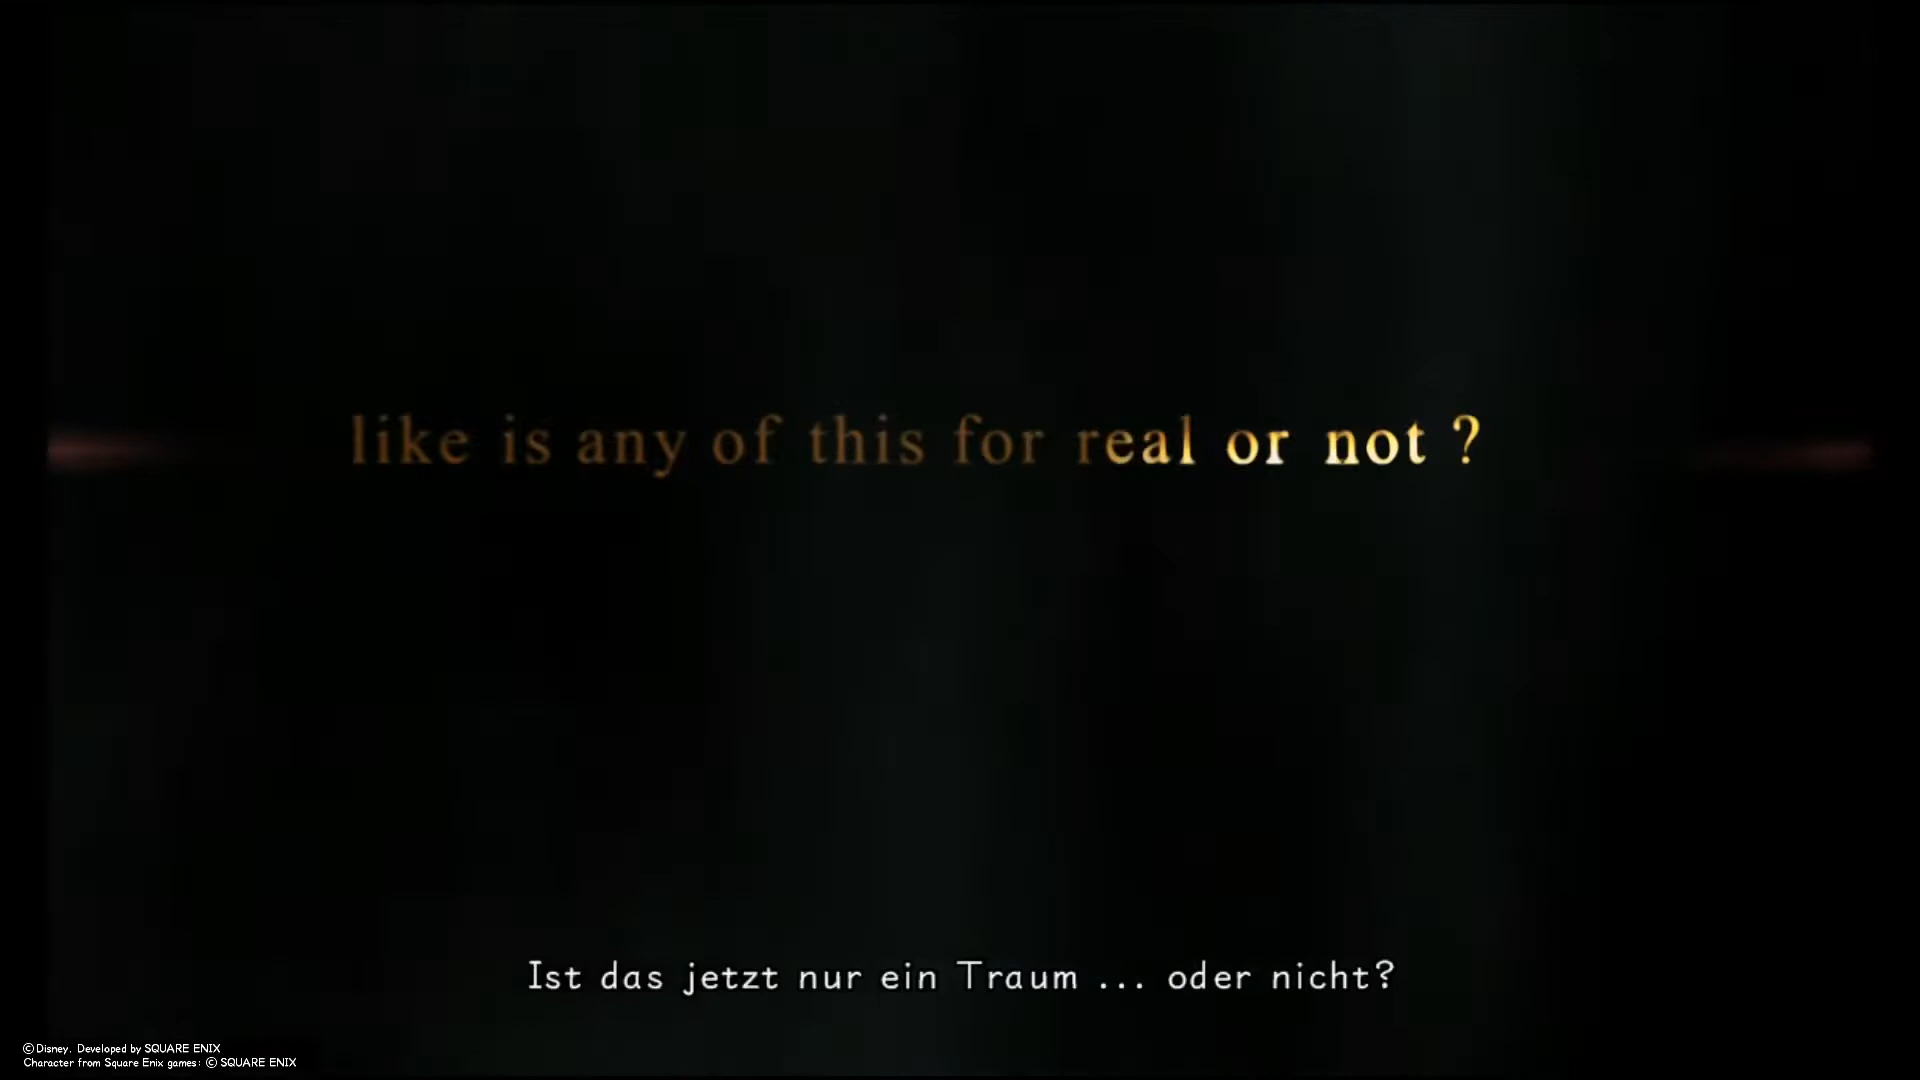 like is any of this for real or not ?
Ist das jetzt nur ein Traum ... oder nicht?
©Disney. Developed by SQUARE ENIX
Character from Square Enix games: © SQUARE ENIX